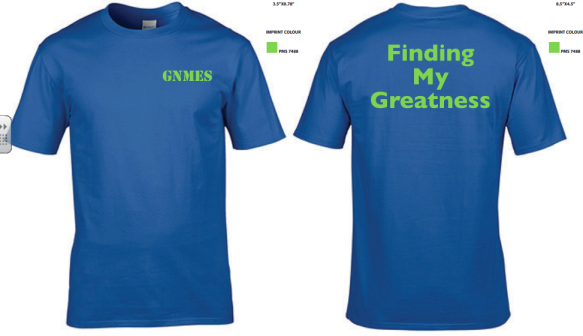 3.5"X0.78"
IMPRINT COLOUR
PMS 7488
GNMES
8.5"X4.5"
IMPRINT COLOUR
PMS 7488
Finding
My
Greatness